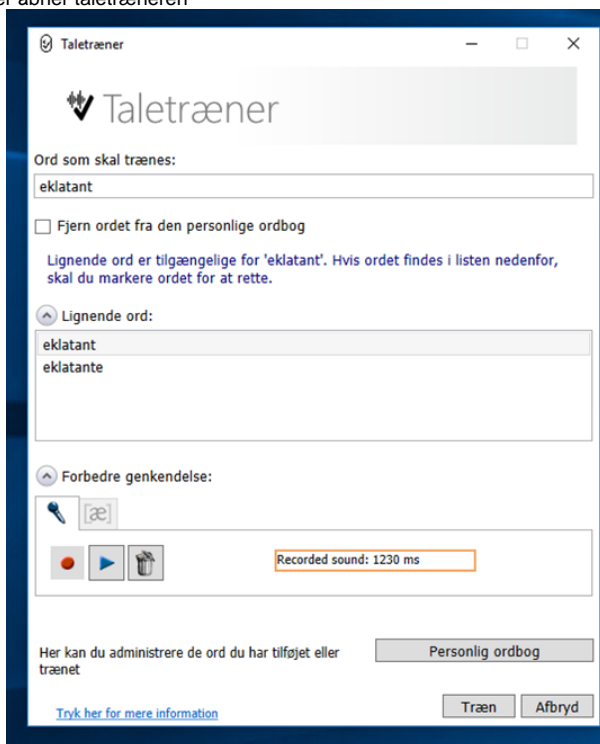 åbner taletræneren
Taletræner
Taletræner
Ord som skal trænes:
eklatant
Fjern ordet fra den personlige ordbog
Lignende ord er tilgængelige for 'eklatant'. Hvis ordet findes i listen nedenfor,
skal du markere ordet for at rette.
Lignende ord:
eklatant
eklatante
Forbedre genkendelse:
[æ]
Recorded sound: 1230 ms
Her kan du administrere de ord du har tilføjet eller
trænet
Personlig ordbog
Tryk her for mere information
Træn
Afbryd